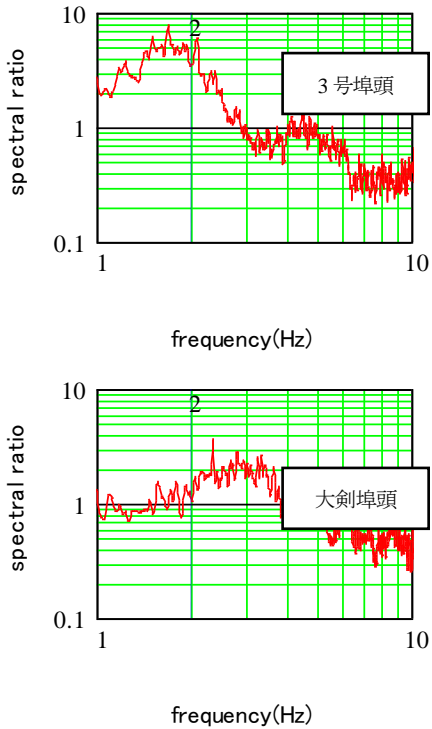 10
2
3号埠頭
spectral ratio
1
0.1
1
10
frequency(Hz)
10
2
大剣埠頭
spectral ratio
1
0.1
1
10
frequency(Hz)